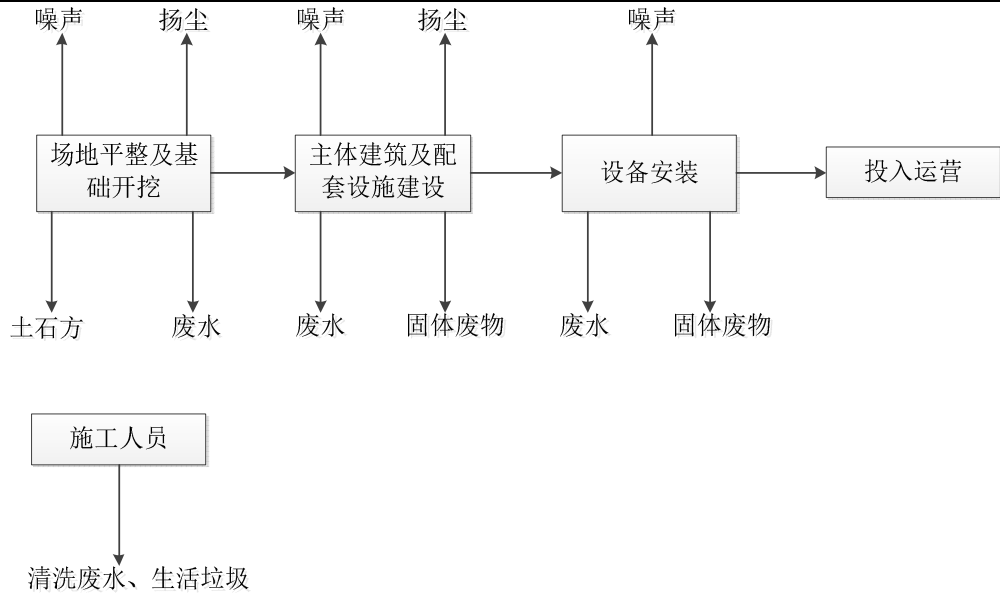 噪声
扬尘
噪声
扬尘
噪声
场地平整及基
础开挖
主体建筑及配
套设施建设
设备安装
投入运营
土石方
废水
废水
固体废物
废水
固体废物
施工人员
清洗废水、生活垃圾